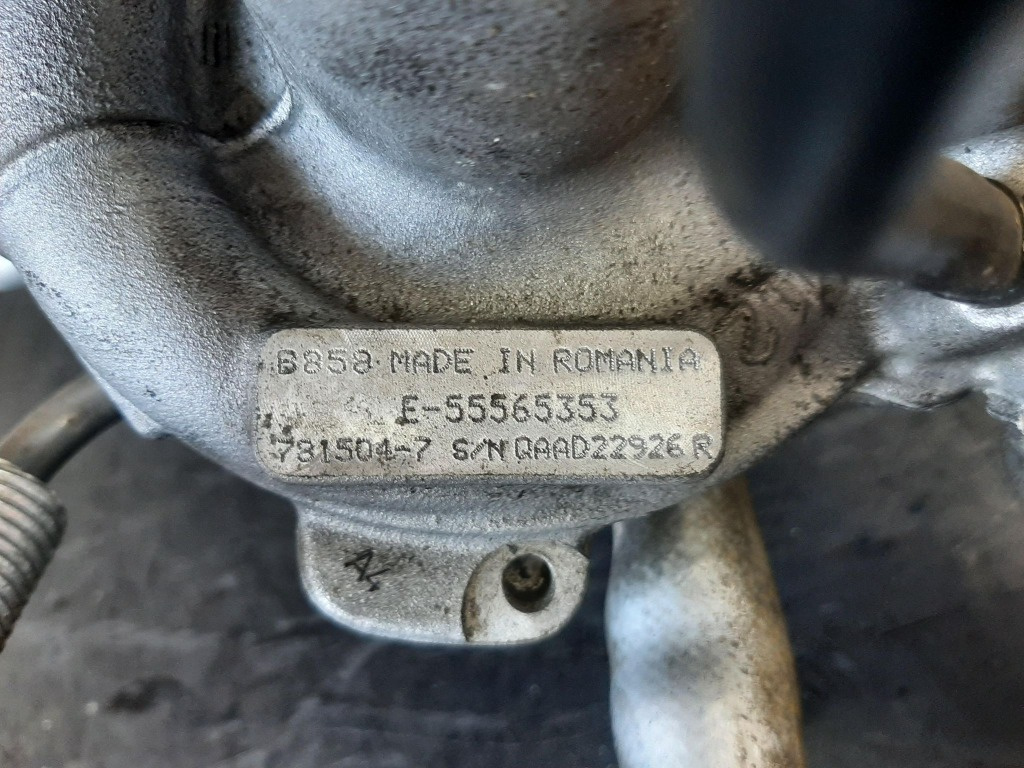 B858 MADE IN ROMANIA
E-55565353
781504-7 S/N QAAD22926 R